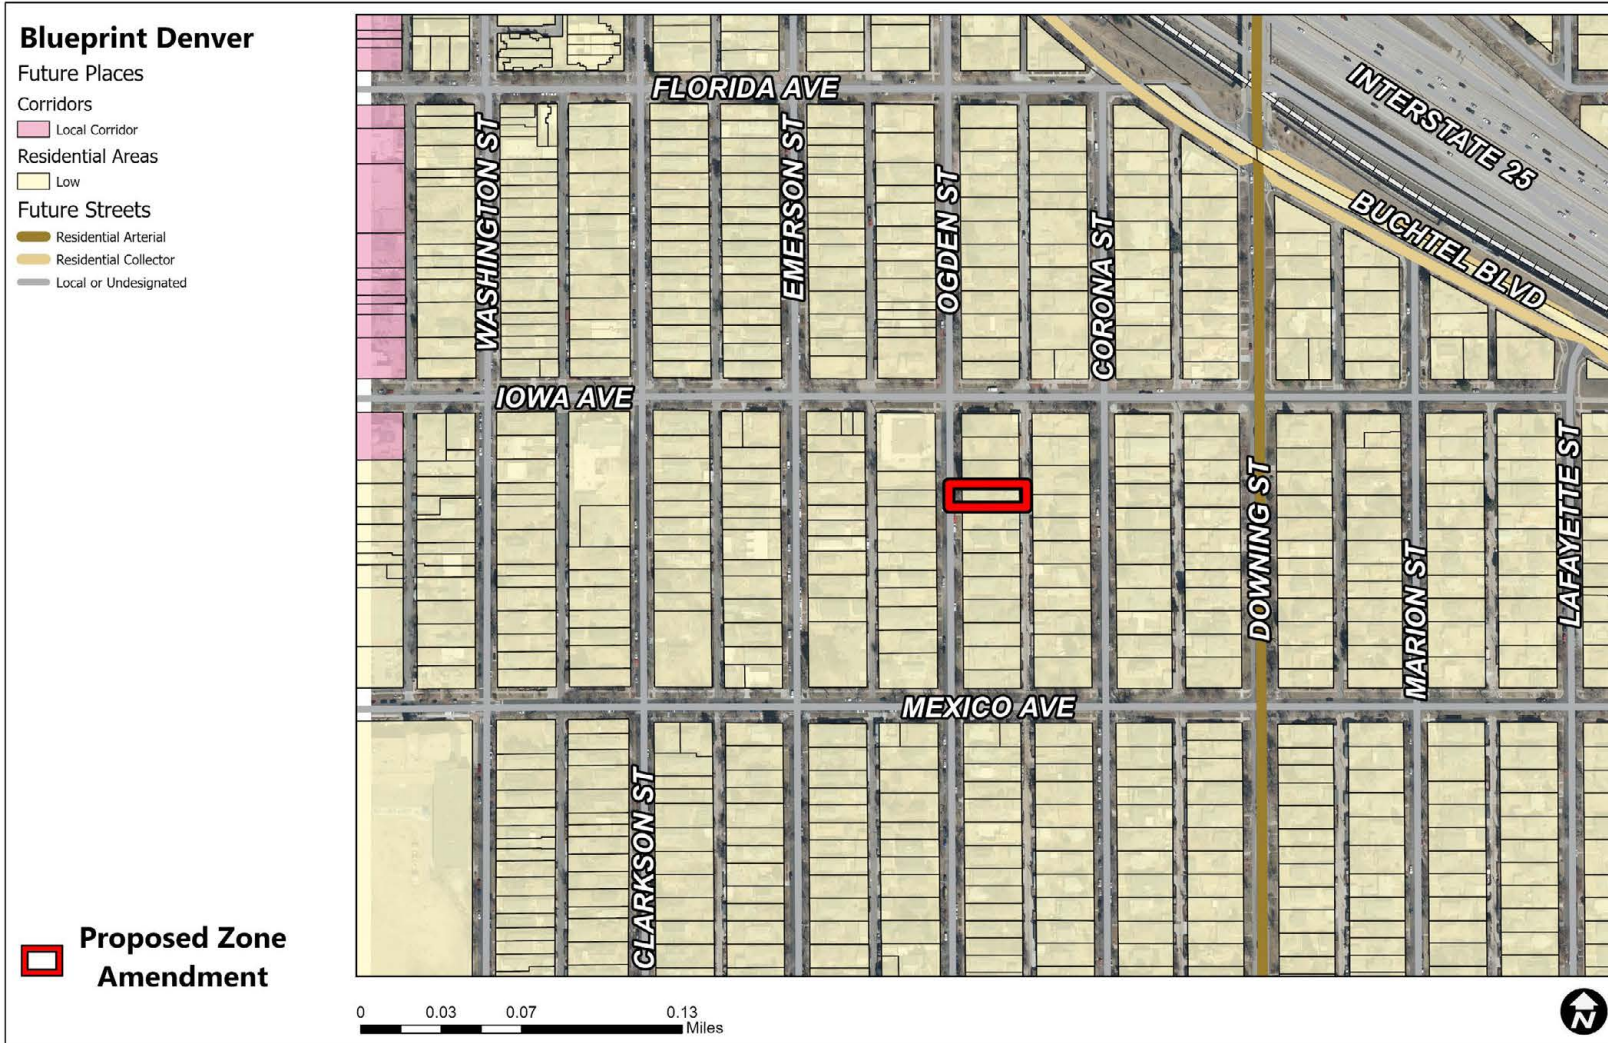 Blueprint Denver
Future Places
Corridors
Local Corridor
Residential Areas
Low
Future Streets
Residential Arterial
Residential Collector
Local or Undesignated
Proposed Zone
Amendment
FLORIDA AVE
INTERSTATE 25
WASHINGTON ST
EMERSON ST
OGDEN ST
CORONA ST
BUCHTEL BLVD
IOWA AVE
DOWNING ST
MARION ST
LAFAYETTE ST
MEXICO AVE
CLARKSON ST
0 0.03 0.07 0.13
Miles
N